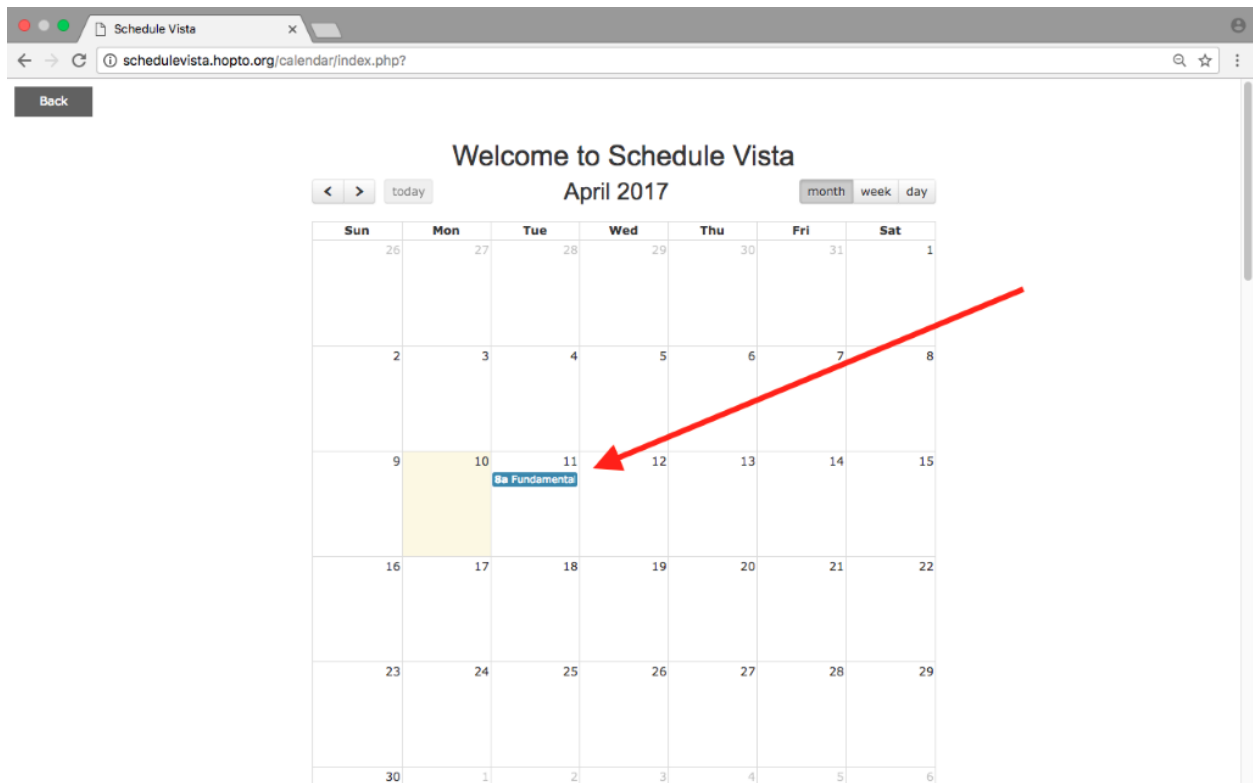 Schedule Vista
schedulevista.hopto.org/calendar/index.php?
Back
Welcome to Schedule Vista
today April 2017 month week day
Sun Mon Tue Wed Thu Fri Sat
26 27 28 29 30 31 1
2 3 4 5 6 7 8
9 10 11 12 13 14 15
8a Fundamental
16 17 18 19 20 21 22
23 24 25 26 27 28 29
30 1 2 3 4 5 6